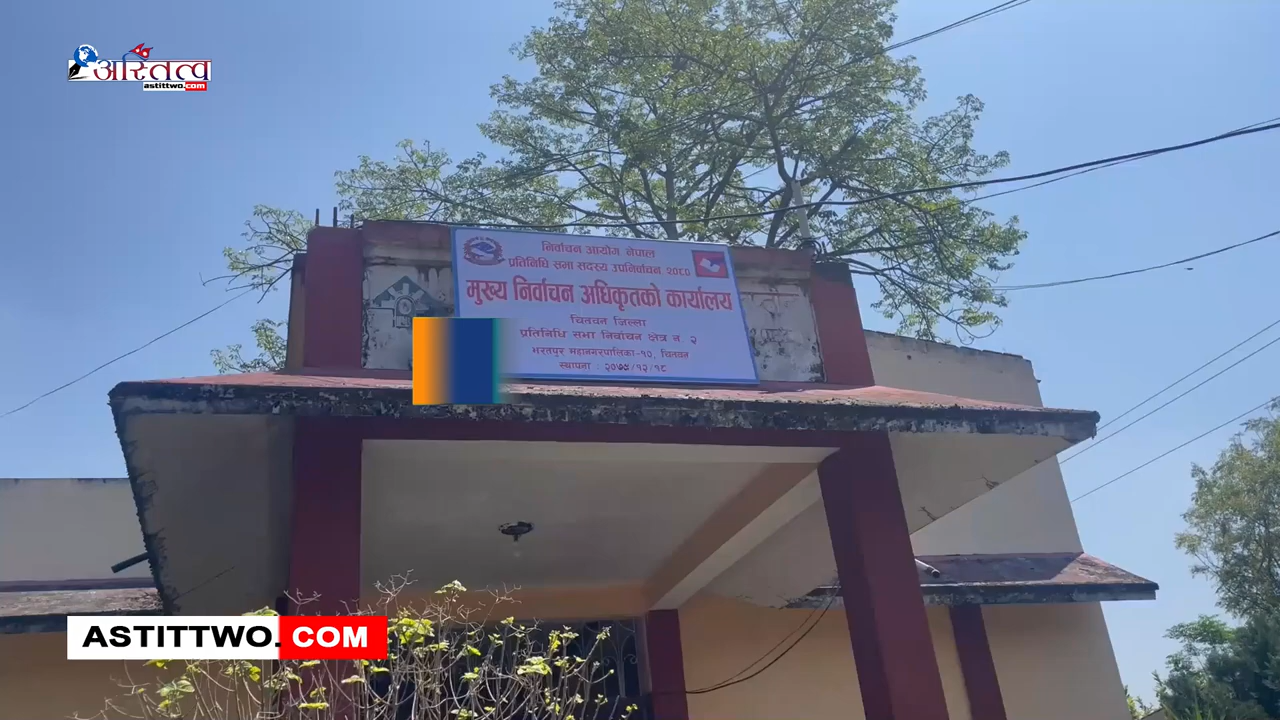 अस्तित्व
astittwo.com
निर्वाचन आयोग नेपाल
प्रतिनिधि सभा सदस्य उपनिर्वाचन २०८०
मुख्य निर्वाचन अधिकृतको कार्यालय
चितवन जिल्ला
प्रतिनिधि सभा निर्वाचन क्षेत्र नं. २
भरतपुर महानगरपालिका-१०, चितवन
स्थापना : २०७९/१२/१८
ASTITTWO.COM